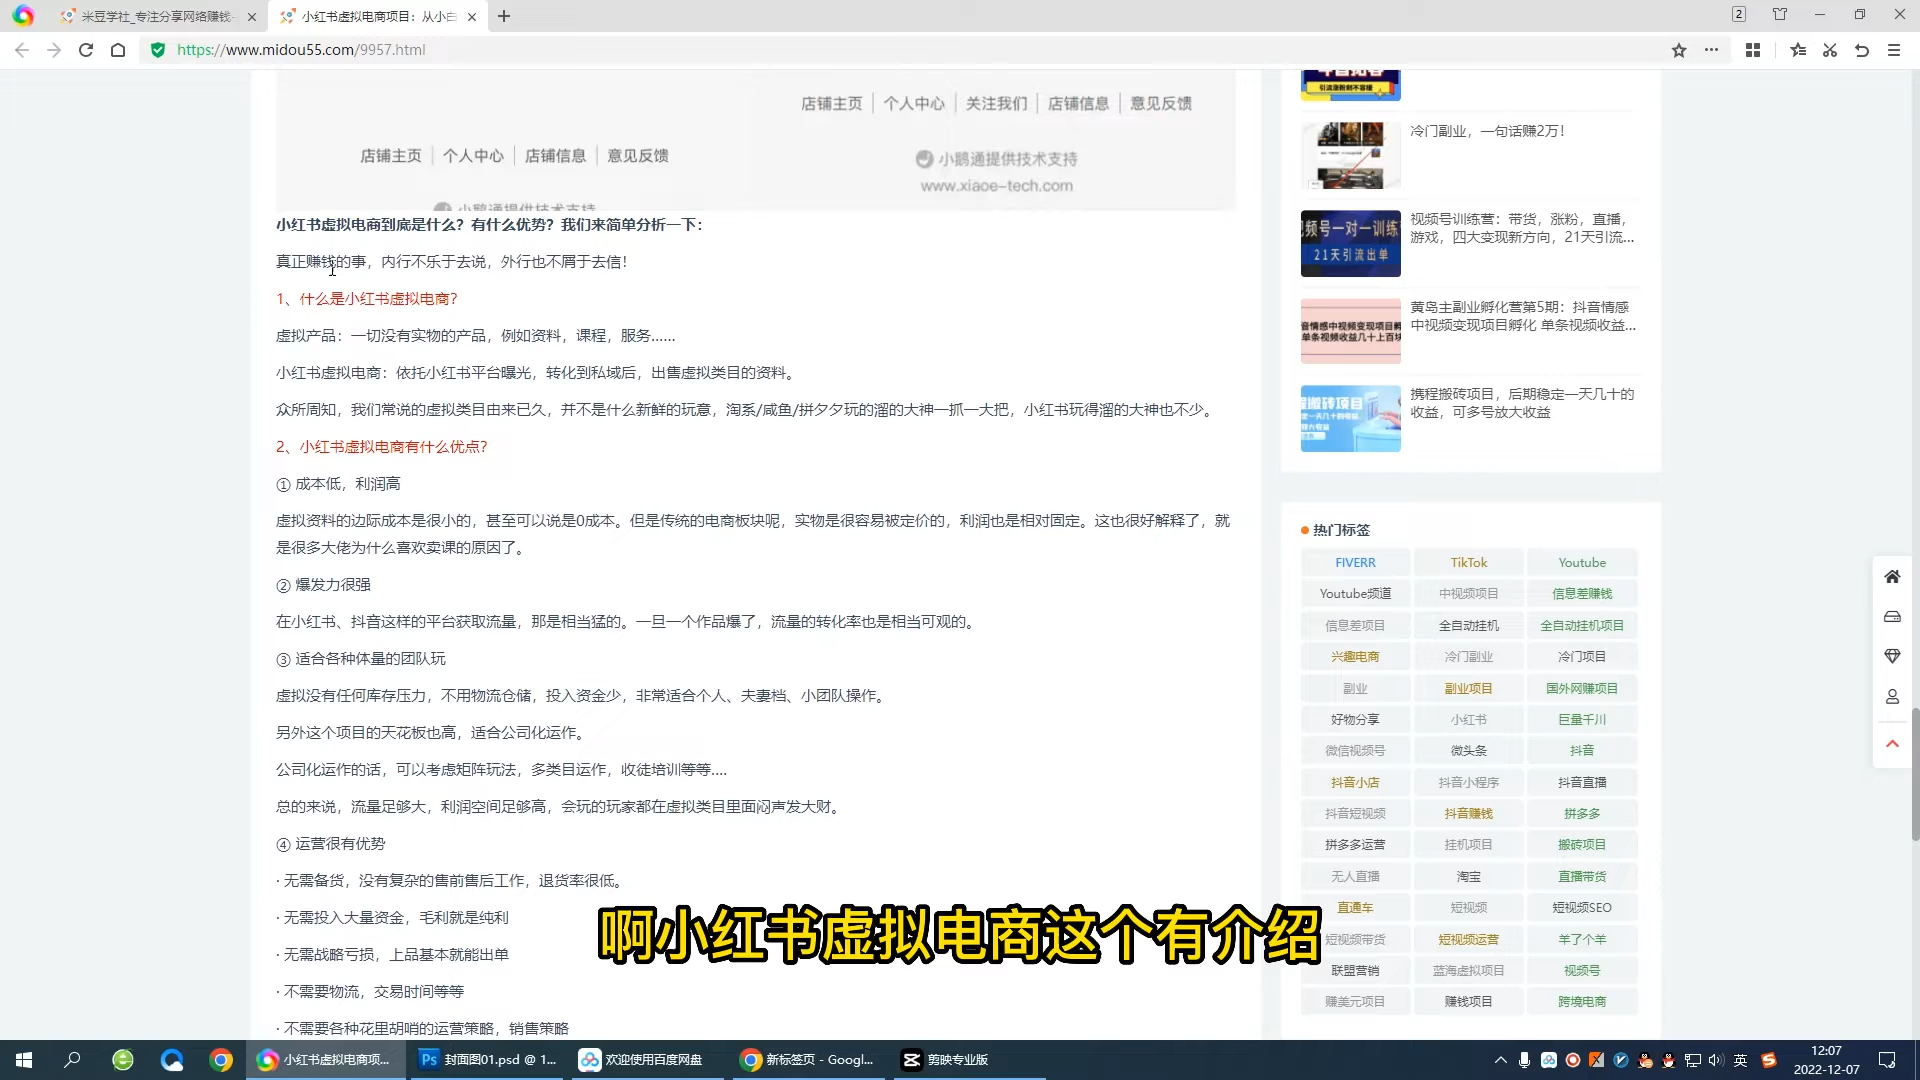 米豆学社_专注分享网络赚钱
小红书虚拟电商项目：从小白
2
https://www.midou55.com/9957.html
店铺主页
个人中心
关注我们
店铺信息
意见反馈
店铺主页
个人中心
店铺信息
意见反馈
小鹅通提供技术支持
www.xiaoe-tech.com
小鹅通提供技术支持
小红书虚拟电商到底是什么？有什么优势？我们来简单分析一下：
真正赚钱的事，内行不乐于去说，外行也不屑于去信！
1、什么是小红书虚拟电商？
虚拟产品：一切没有实物的产品，例如资料，课程，服务......
小红书虚拟电商：依托小红书平台曝光，转化到私域后，出售虚拟类目的资料。
众所周知，我们常说的虚拟类目由来已久，并不是什么新鲜的玩意，淘系/咸鱼/拼夕夕玩的溜的大神一抓一大把，小红书玩得溜的大神也不少。
2、小红书虚拟电商有什么优点？
① 成本低，利润高
虚拟资料的边际成本是很小的，甚至可以说是0成本。但是传统的电商板块呢，实物是很容易被定价的，利润也是相对固定。这也很好解释了，就
是很多大佬为什么喜欢卖课的原因了。
② 爆发力很强
在小红书、抖音这样的平台获取流量，那是相当猛的。一旦一个作品爆了，流量的转化率也是相当可观的。
③ 适合各种体量的团队玩
虚拟没有任何库存压力，不用物流仓储，投入资金少，非常适合个人、夫妻档、小团队操作。
另外这个项目的天花板也高，适合公司化运作。
公司化运作的话，可以考虑矩阵玩法，多类目运作，收徒培训等等....
总的来说，流量足够大，利润空间足够高，会玩的玩家都在虚拟类目里面闷声发大财。
④ 运营很有优势
· 无需备货，没有复杂的售前售后工作，退货率很低。
· 无需投入大量资金，毛利就是纯利
· 无需战略亏损，上品基本就能出单
· 不需要物流，交易时间等等
· 不需要各种花里胡哨的运营策略，销售策略
啊小红书虚拟电商这个有介绍
引流涨粉刷不容错
冷门副业，一句话赚2万！
视频号一对一训练
21天引流出单
视频号训练营：带货，涨粉，直播，
游戏，四大变现新方向，21天引流...
音情感中视频变现项目孵
单条视频收益几十上百块
黄岛主副业孵化营第5期：抖音情感
中视频变现项目孵化 单条视频收益...
程搬砖项目
携程搬砖项目，后期稳定一天几十的
收益，可多号放大收益
热门标签
FIVERR TikTok Youtube
Youtube频道 中视频项目 信息差赚钱
信息差项目 全自动挂机 全自动挂机项目
兴趣电商 冷门副业 冷门项目
副业 副业项目 国外网赚项目
好物分享 小红书 巨量千川
微信视频号 微头条 抖音
抖音小店 抖音小程序 抖音直播
抖音短视频 抖音赚钱 拼多多
拼多多运营 挂机项目 搬砖项目
无人直播 淘宝 直播带货
直通车 短视频 短视频SEO
短视频带货 短视频运营 羊了个羊
联盟营销 蓝海虚拟项目 视频号
赚美元项目 赚钱项目 跨境电商
小红书虚拟电商项...
封面图01.psd @ 1...
欢迎使用百度网盘
新标签页 - Googl...
剪映专业版
英
12:07
2022-12-07